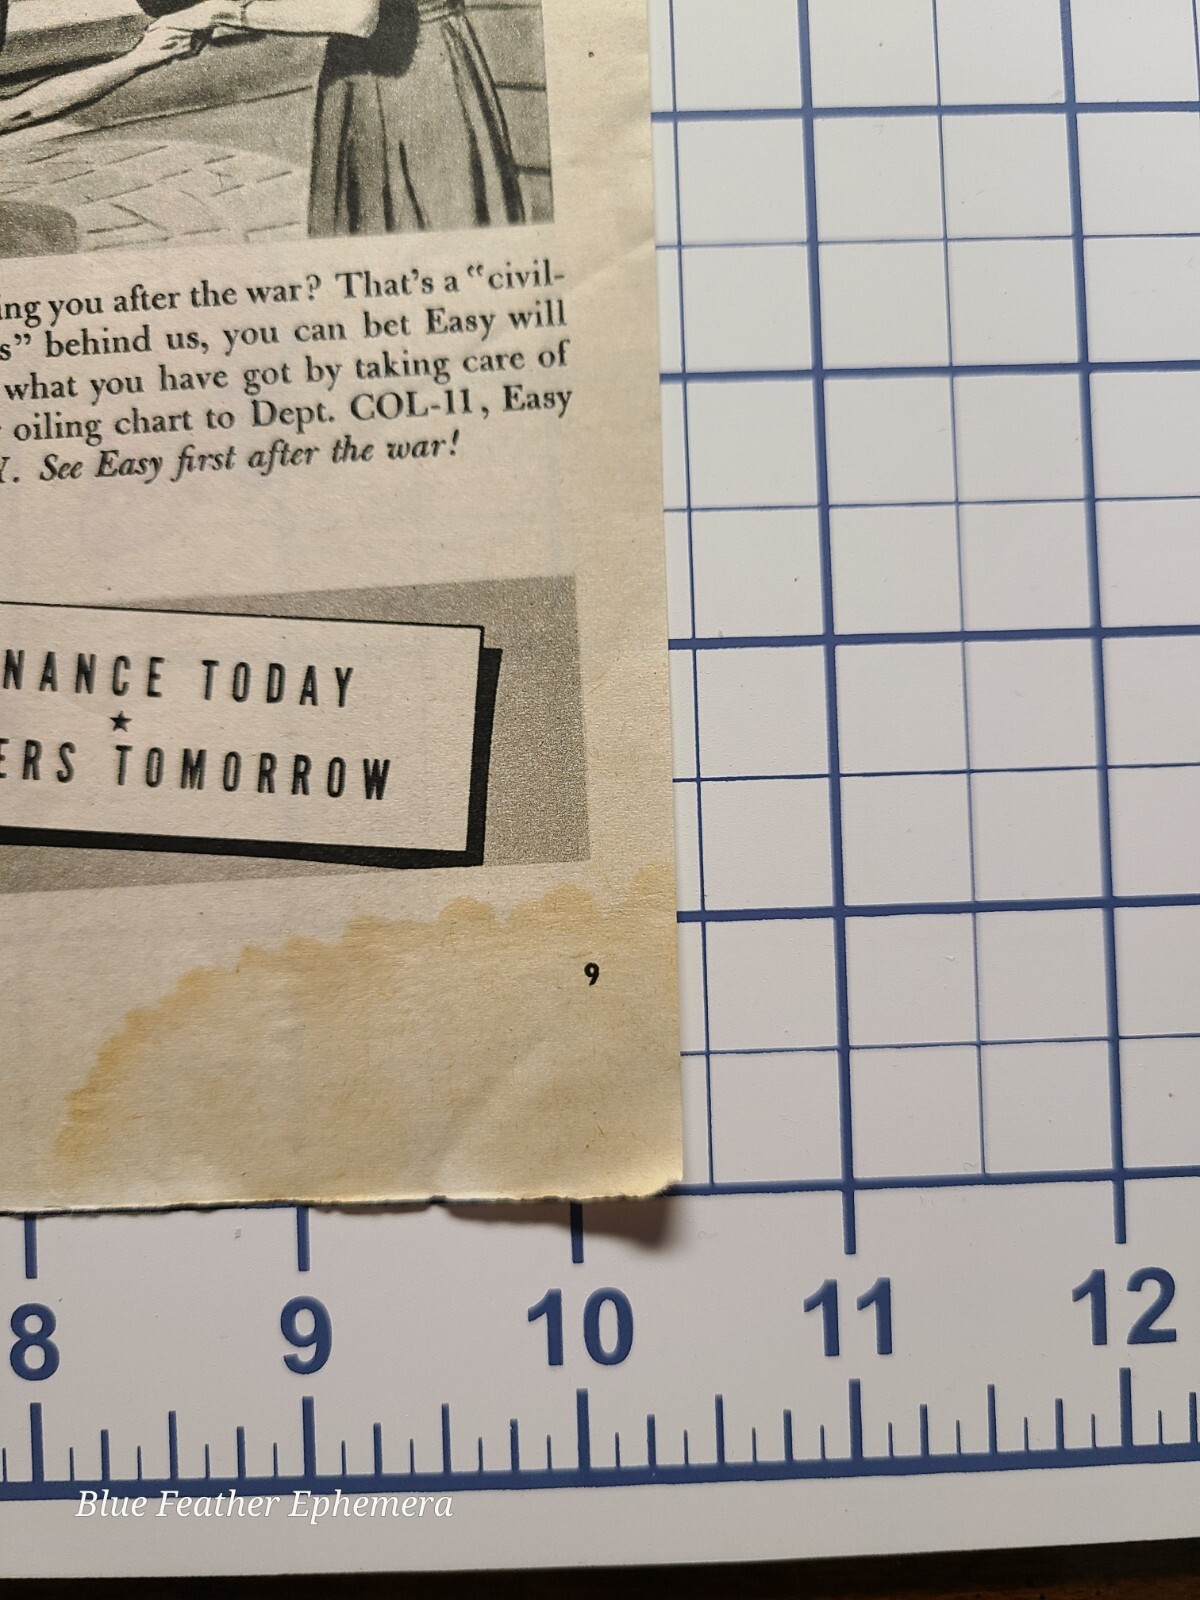 ing you after the war? That's a "civil-
s" behind us, you can bet Easy will
what you have got by taking care of
oiling chart to Dept. COL-11, Easy
Y. See Easy first after the war!
NANCE TODAY
★
ERS TOMORROW
9
8 9 10 11 12
Blue Feather Ephemera